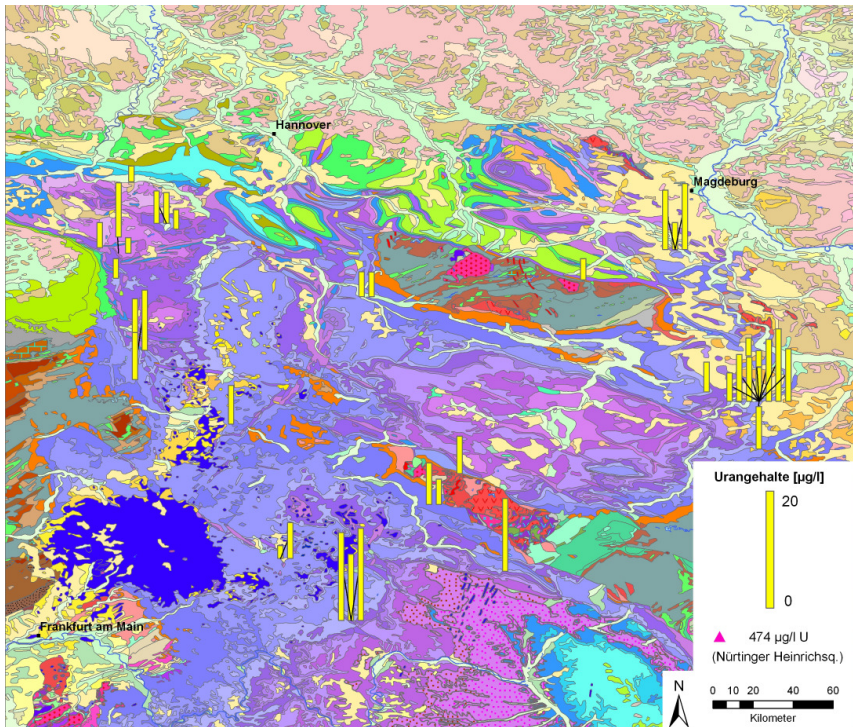 Hannover
Magdeburg
Frankfurt am Main
Urangehalte [µg/l]
20
0
474 µg/l U
(Nürtinger Heinrichsq.)
N
0 10 20 40 60
Kilometer